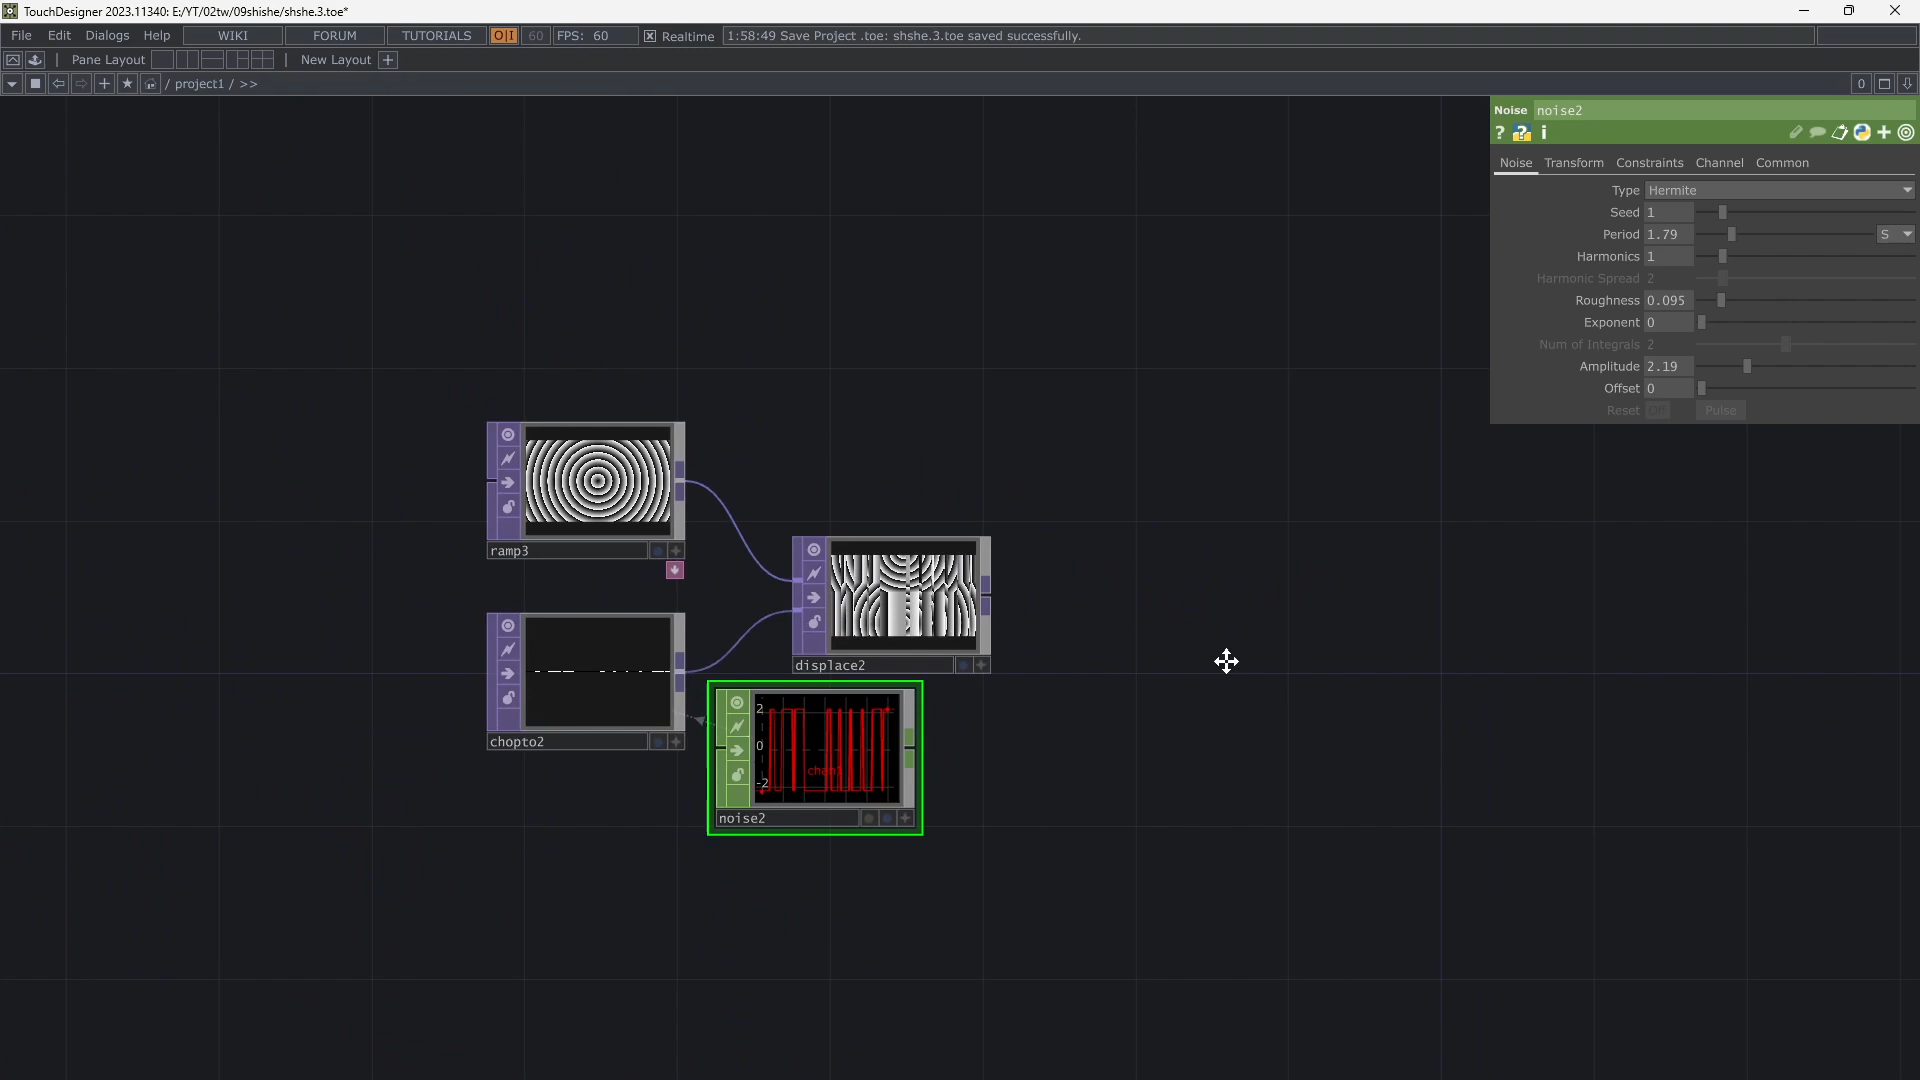 TouchDesigner 2023.11340: E:/YT/02tw/09shishe/shshe.3.toe*
File Edit Dialogs Help WIKI FORUM TUTORIALS O|I 60 FPS: 60 Realtime 1:58:49 Save Project .toe: shshe.3.toe saved successfully.
Pane Layout New Layout +
/ project1 / >> 0
Noise noise2
? ? i
Noise Transform Constraints Channel Common
Type Hermite
Seed 1
Period 1.79 S
Harmonics 1
Harmonic Spread 2
Roughness 0.095
Exponent 0
Num of Integrals 2
Amplitude 2.19
Offset 0
Reset Off Pulse
ramp3
displace2
chopto2
2
0
-2
noise2